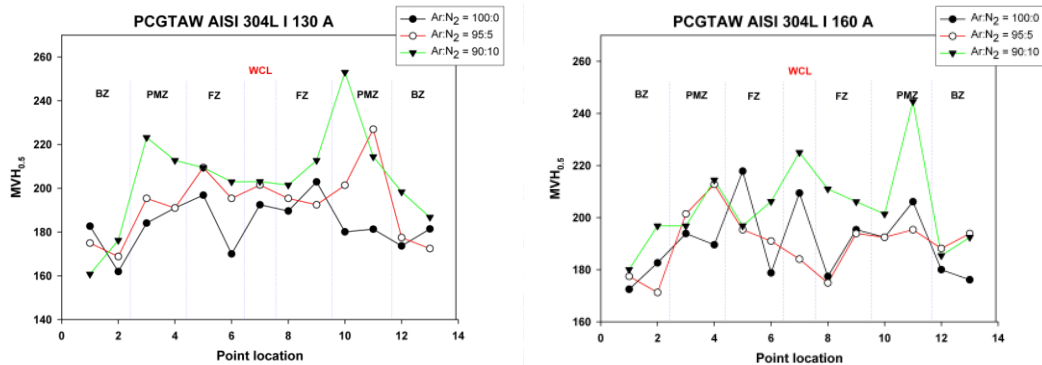 PCGTAW AISI 304L I 130 A
Ar:N2 = 100:0
Ar:N2 = 95:5
Ar:N2 = 90:10
260
240
220
200
180
160
140
MVH0.5
WCL
BZ PMZ FZ FZ PMZ BZ
0 2 4 6 8 10 12 14
Point location
PCGTAW AISI 304L I 160 A
Ar:N2 = 100:0
Ar:N2 = 95:5
Ar:N2 = 90:10
260
240
220
200
180
160
MVH0.5
WCL
BZ PMZ FZ FZ PMZ BZ
0 2 4 6 8 10 12 14
Point location